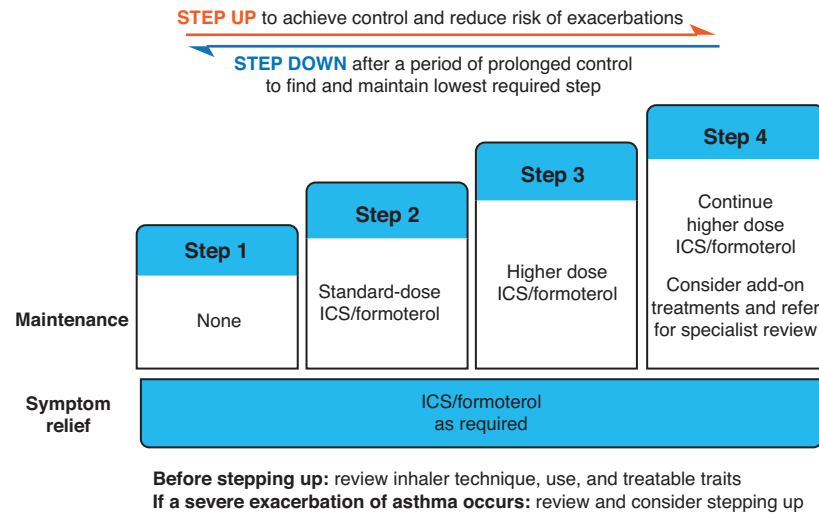 STEP UP to achieve control and reduce risk of exacerbations
STEP DOWN after a period of prolonged control
to find and maintain lowest required step
Step 1
Step 2
Step 3
Step 4
Maintenance
None
Standard-dose
ICS/formoterol
Higher dose
ICS/formoterol
Continue
higher dose
ICS/formoterol
Consider add-on
treatments and refer
for specialist review
Symptom
relief
ICS/formoterol
as required
Before stepping up: review inhaler technique, use, and treatable traits
If a severe exacerbation of asthma occurs: review and consider stepping up